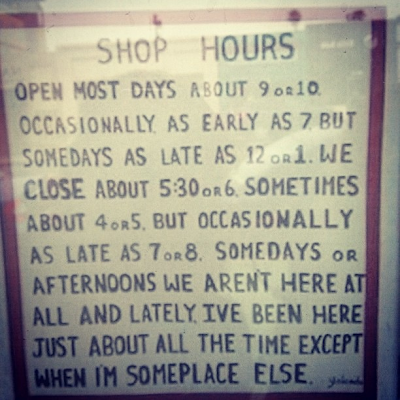 SHOP HOURS
OPEN MOST DAYS ABOUT 9 OR 10.
OCCASIONALLY AS EARLY AS 7, BUT
SOMEDAYS AS LATE AS 12 OR 1. WE
CLOSE ABOUT 5:30 OR 6. SOMETIMES
ABOUT 4 OR 5, BUT OCCASIONALLY
AS LATE AS 7 OR 8. SOMEDAYS OR
AFTERNOONS WE AREN'T HERE AT
ALL AND LATELY, I'VE BEEN HERE
JUST ABOUT ALL THE TIME EXCEPT
WHEN I'M SOMEPLACE ELSE.